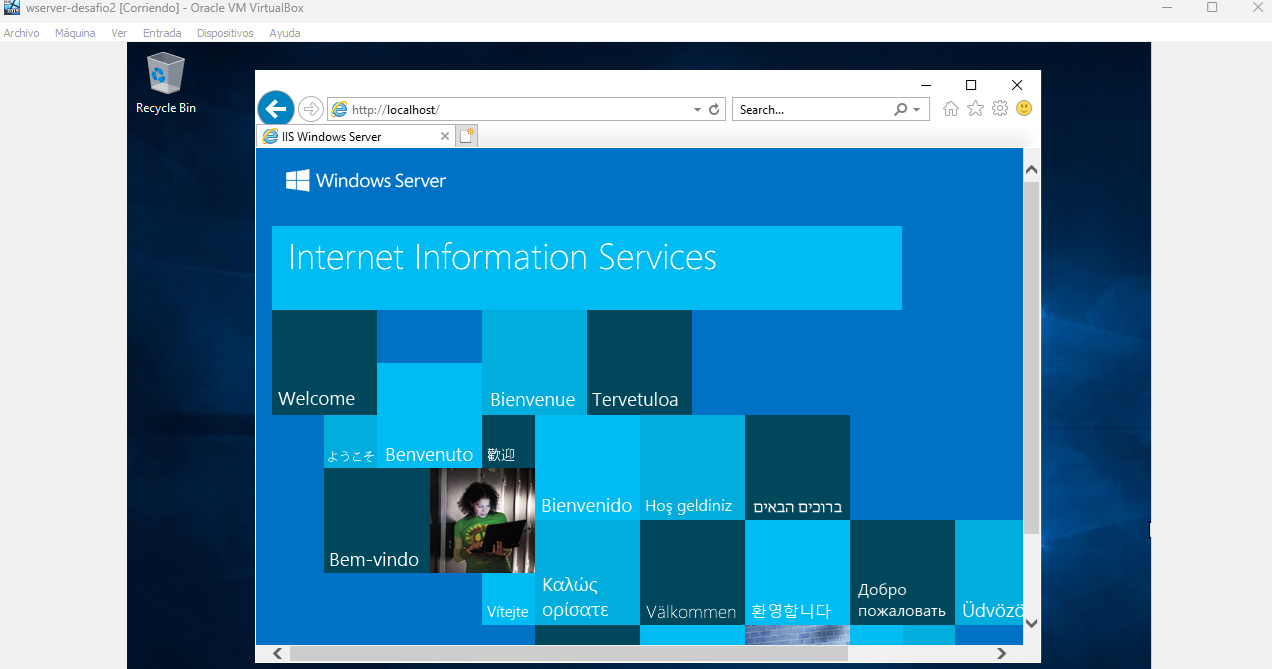 wserver-desafio2 [Corriendo] - Oracle VM VirtualBox
Archivo Máquina Ver Entrada Dispositivos Ayuda
Recycle Bin
http://localhost/
Search...
IIS Windows Server
Windows Server
Internet Information Services
Welcome
Bienvenue
Tervetuloa
ようこそ
Benvenuto
歡迎
Bienvenido
Hoş geldiniz
ברוכים הבאים
Bem-vindo
Vítejte
Καλώς
ορίσατε
Välkommen
환영합니다
Добро
пожаловать
Üdvözö